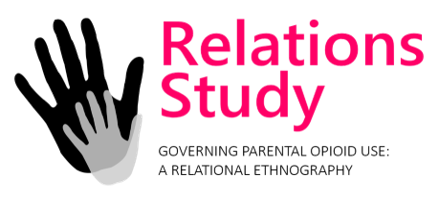 Relations
Study
GOVERNING PARENTAL OPIOID USE:
A RELATIONAL ETHNOGRAPHY